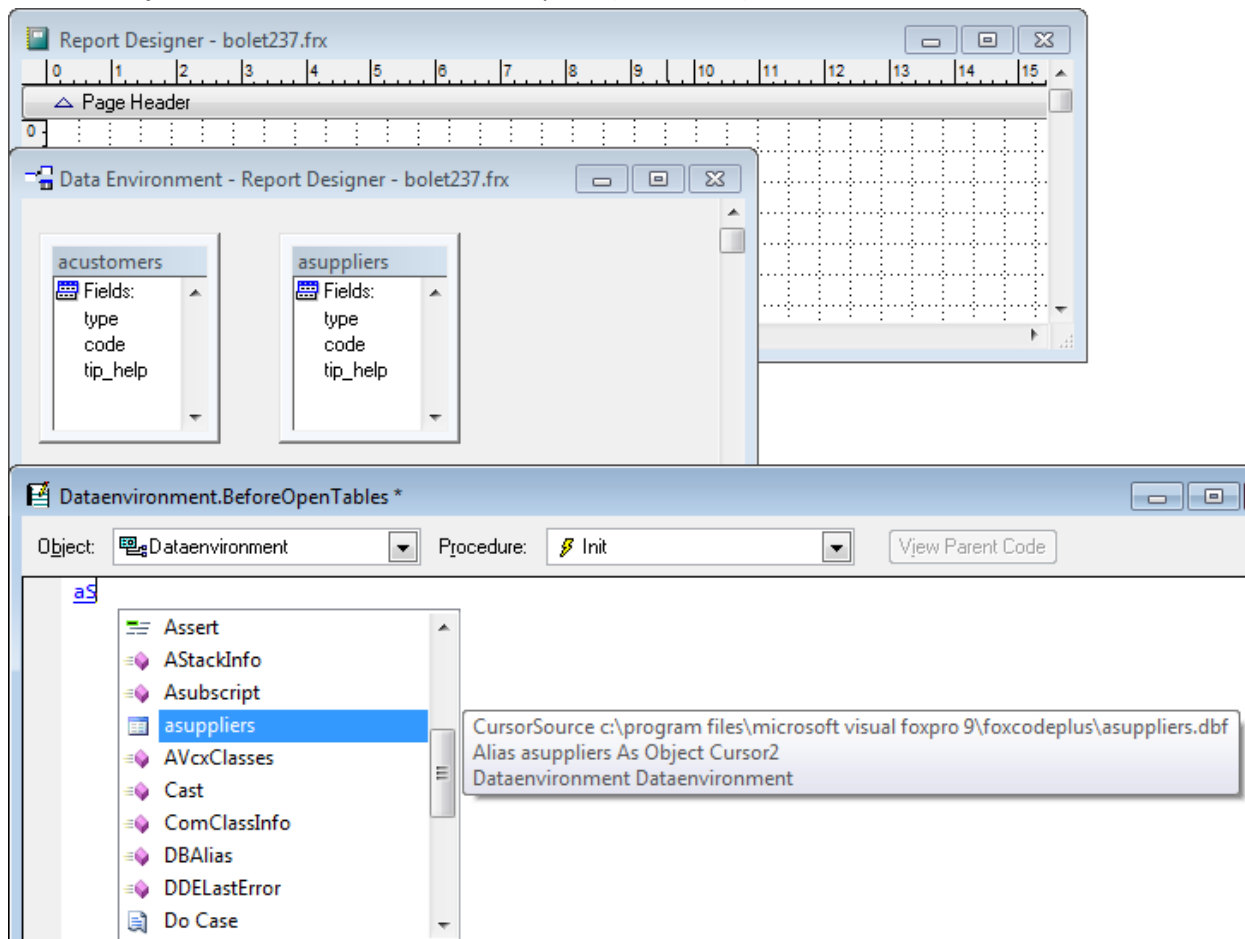 Report Designer - bolet237.frx
0 1 2 3 4 5 6 7 8 9 10 11 12 13 14 15
Page Header
0
Data Environment - Report Designer - bolet237.frx
acustomers
Fields:
type
code
tip_help
asuppliers
Fields:
type
code
tip_help
Dataenvironment.BeforeOpenTables *
Object: Dataenvironment Procedure: Init View Parent Code
aS
Assert
AStackInfo
Asubscript
asuppliers
AVcxClasses
Cast
ComClassInfo
DBAlias
DDELastError
Do Case
CursorSource c:\program files\microsoft visual foxpro 9\foxcodeplus\asuppliers.dbf
Alias asuppliers As Object Cursor2
Dataenvironment Dataenvironment